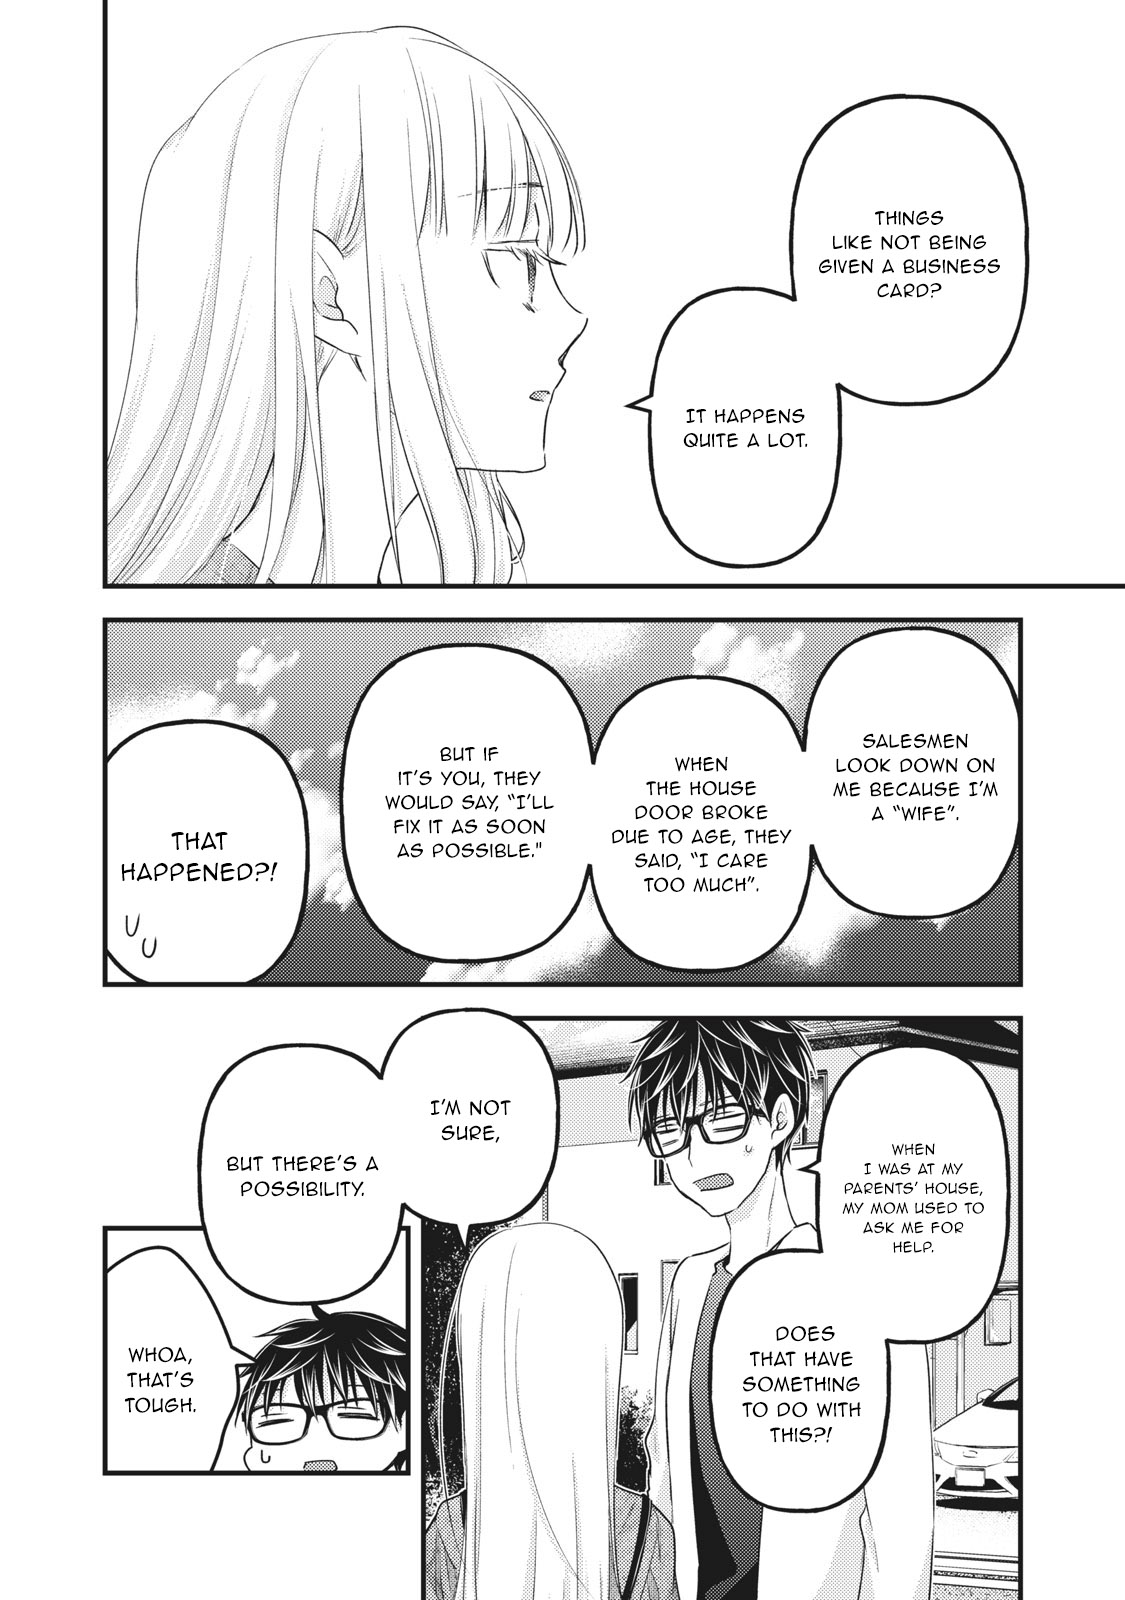 THINGS
LIKE NOT BEING
GIVEN A BUSINESS
CARD?
IT HAPPENS
QUITE A LOT.
SALESMEN
LOOK DOWN ON
ME BECAUSE I'M
A “WIFE”.
WHEN
THE HOUSE
DOOR BROKE
DUE TO AGE, THEY
SAID, “I CARE
TOO MUCH”.
BUT IF
IT'S YOU, THEY
WOULD SAY, “I'LL
FIX IT AS SOON
AS POSSIBLE."
THAT
HAPPENED?!
WHEN
I WAS AT MY
PARENTS' HOUSE,
MY MOM USED TO
ASK ME FOR
HELP.
DOES
THAT HAVE
SOMETHING
TO DO WITH
THIS?!
I'M NOT
SURE,
BUT THERE'S A
POSSIBILITY.
WHOA,
THAT'S
TOUGH.